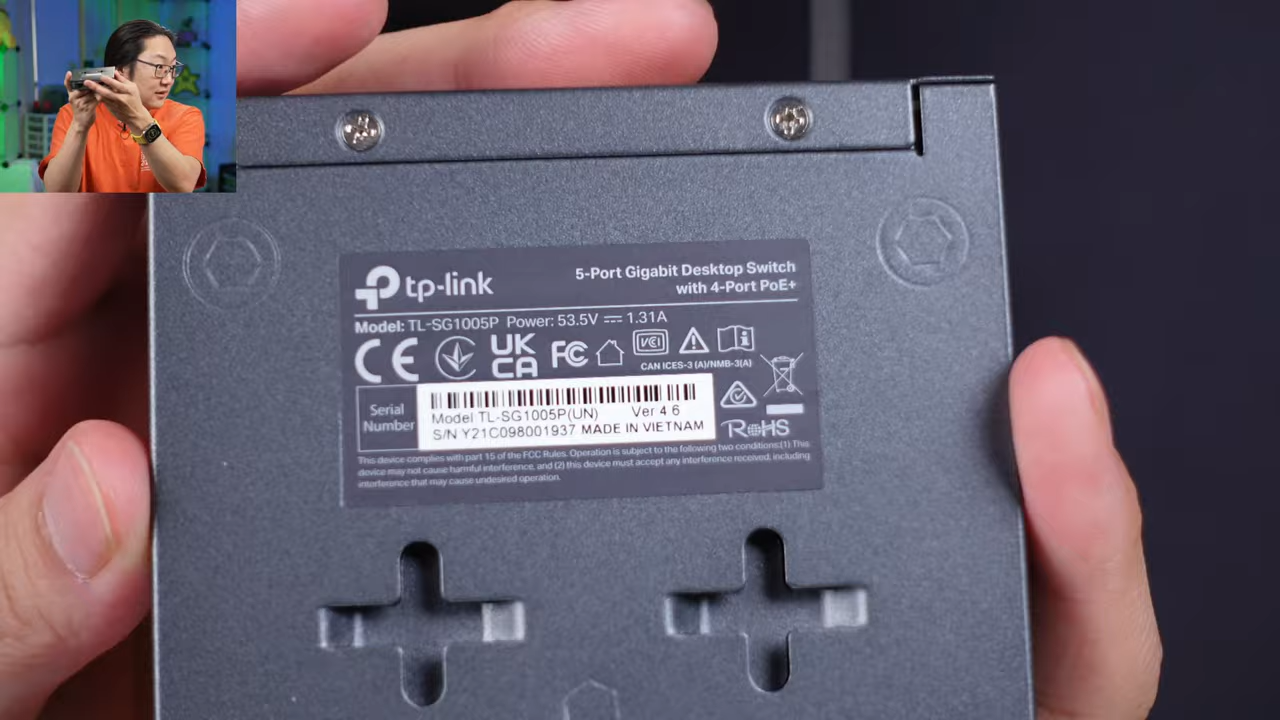 tp-link
5-Port Gigabit Desktop Switch
with 4-Port PoE+
Model: TL-SG1005P Power: 53.5V ⎓ 1.31A
CE
UK
CA
FC
VCI
CAN ICES-3 (A)/NMB-3(A)
Serial
Number
Model TL-SG1005P(UN) Ver 4.6
S/N Y21C098001937 MADE IN VIETNAM
RoHS
This device complies with part 15 of the FCC Rules. Operation is subject to the following two conditions:(1) This
device may not cause harmful interference, and (2) this device must accept any interference received, including
interference that may cause undesired operation.